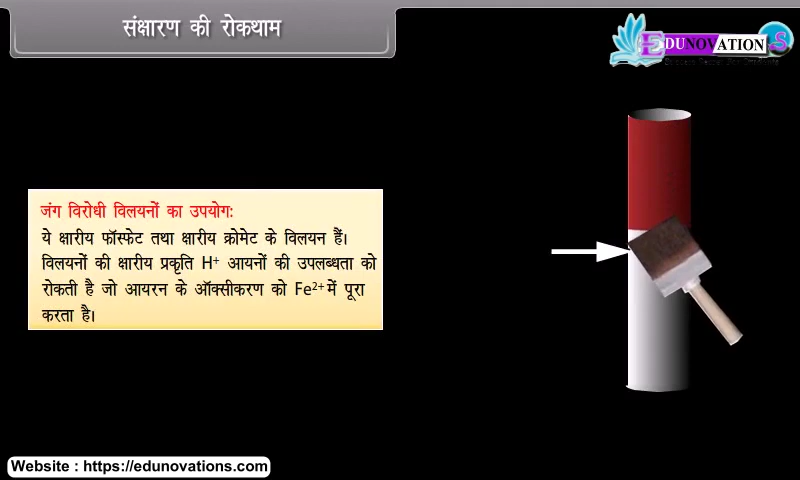 संक्षारण की रोकथाम
EDUNOVATION.S
जंग विरोधी विलयनों का उपयोग:
ये क्षारीय फॉस्फेट तथा क्षारीय क्रोमेट के विलयन हैं।
विलयनों की क्षारीय प्रकृति H⁺ आयनों की उपलब्धता को
रोकती है जो आयरन के ऑक्सीकरण को Fe²⁺ में पूरा
करता है।
Website : https://edunovations.com